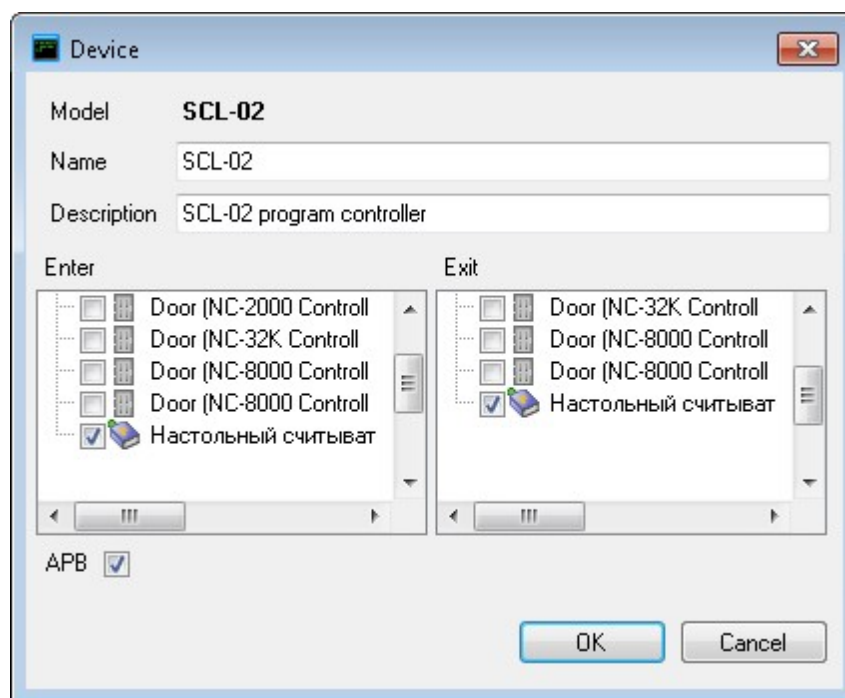 Device
Model SCL-02
Name SCL-02
Description SCL-02 program controller
Enter Exit
Door (NC-2000 Controll
Door (NC-32K Controll
Door (NC-8000 Controll
Door (NC-8000 Controll
Настольный считыват
Door (NC-32K Controll
Door (NC-8000 Controll
Door (NC-8000 Controll
Настольный считыват
APB
OK Cancel